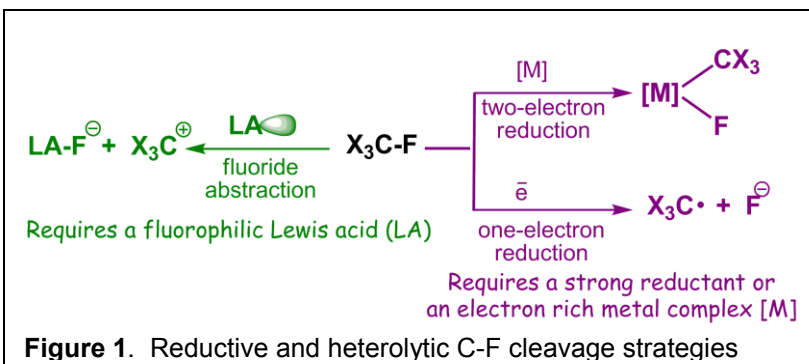 [M]
CX₃
[M]
F
two-electron
reduction
LA-F⊖ + X₃C⊕
LA
X₃C-F
fluoride
abstraction
ē
X₃C• + F⊖
one-electron
reduction
Requires a fluorophilic Lewis acid (LA)
Requires a strong reductant or
an electron rich metal complex [M]
Figure 1. Reductive and heterolytic C-F cleavage strategies